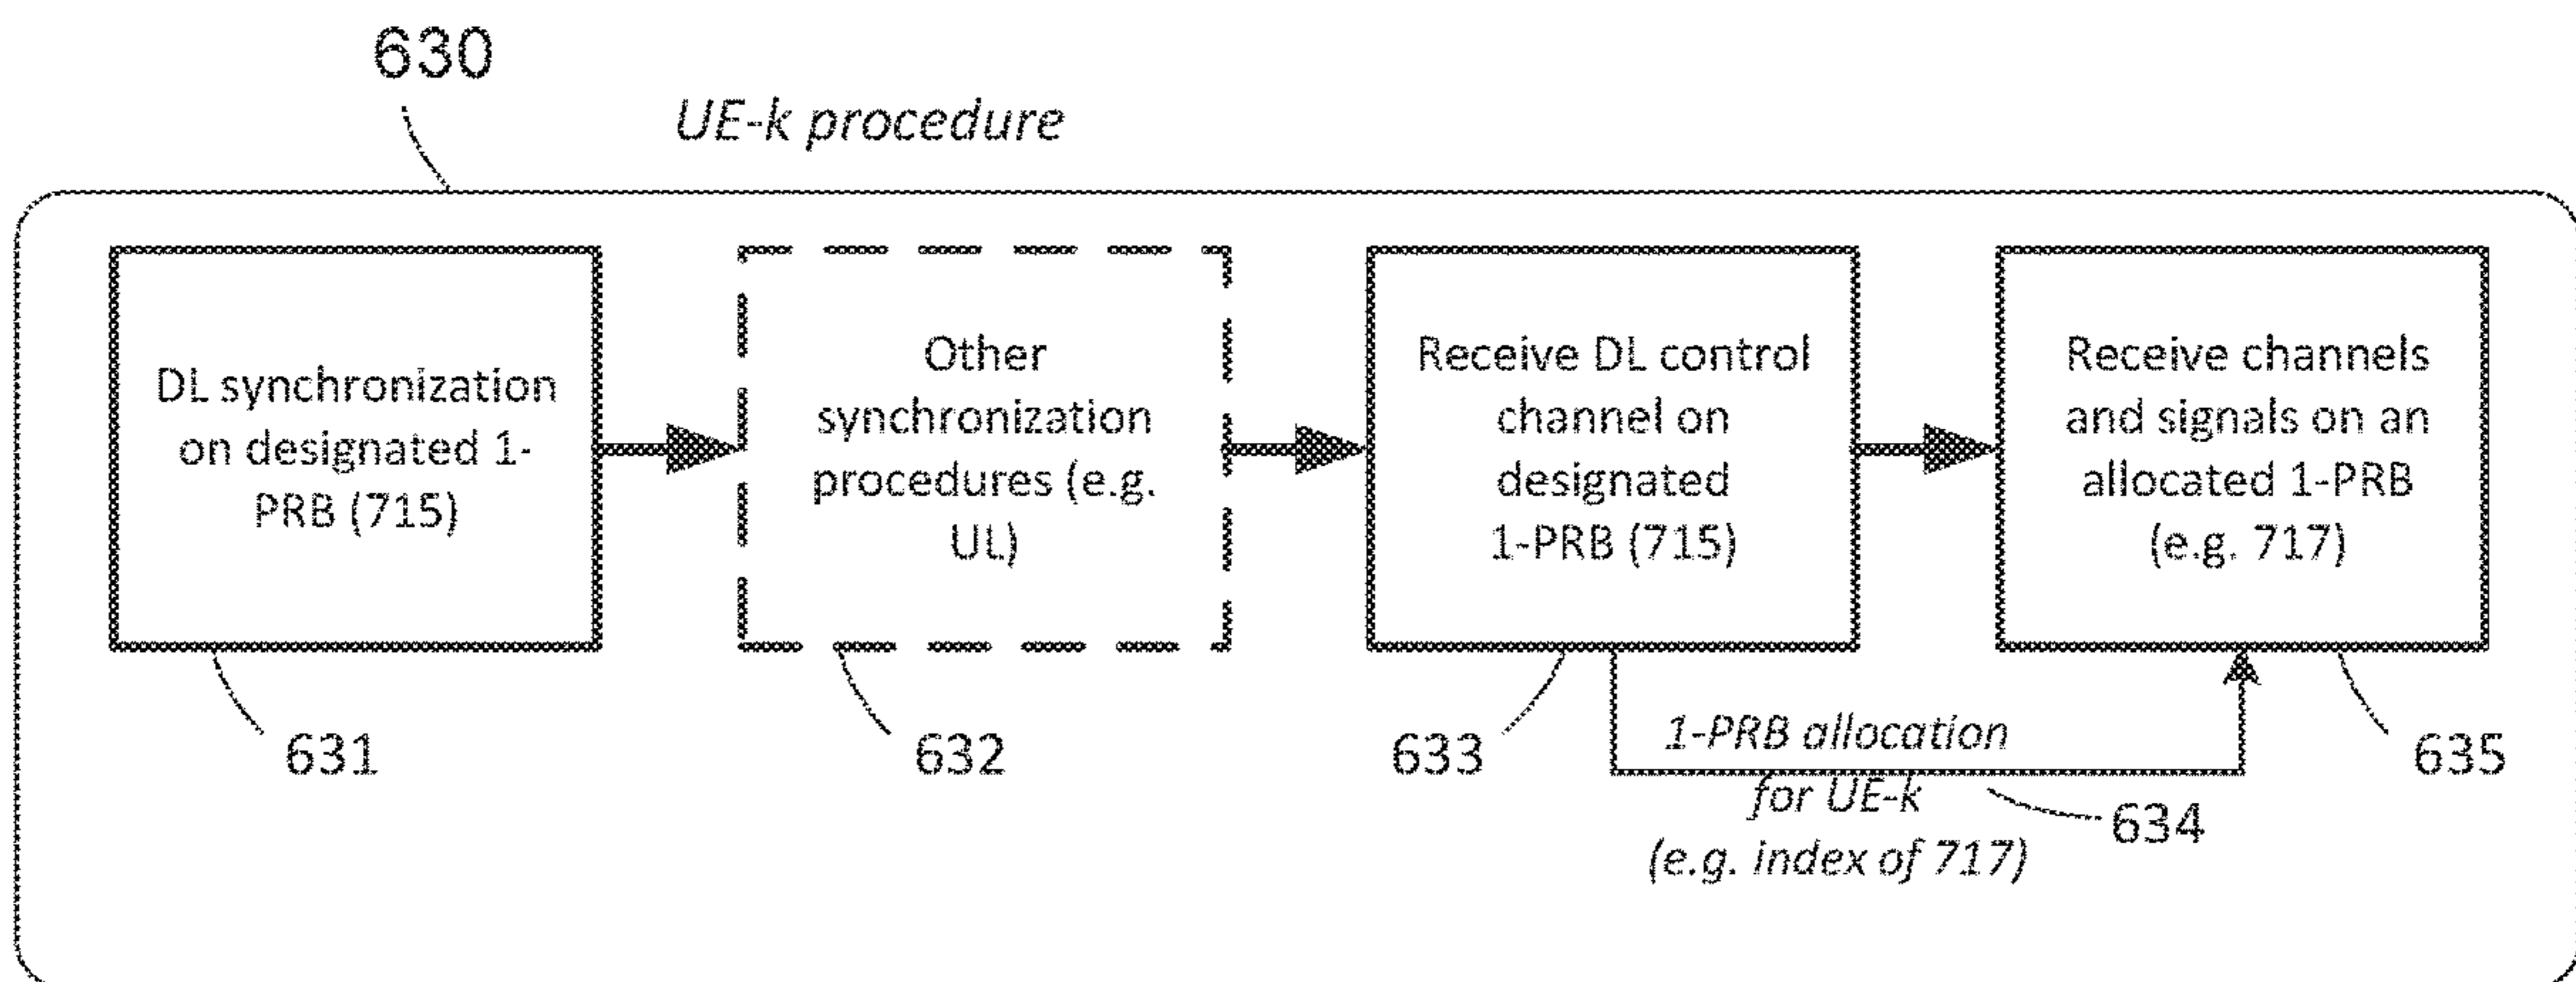 630
UE-k procedure
DL synchronization
on designated 1-
PRB (715)
Other
synchronization
procedures (e.g.
UL)
Receive DL control
channel on
designated
1-PRB (715)
Receive channels
and signals on an
allocated 1-PRB
(e.g. 717)
631
632
633
1-PRB allocation
for UE-k
(e.g. index of 717)
634
635